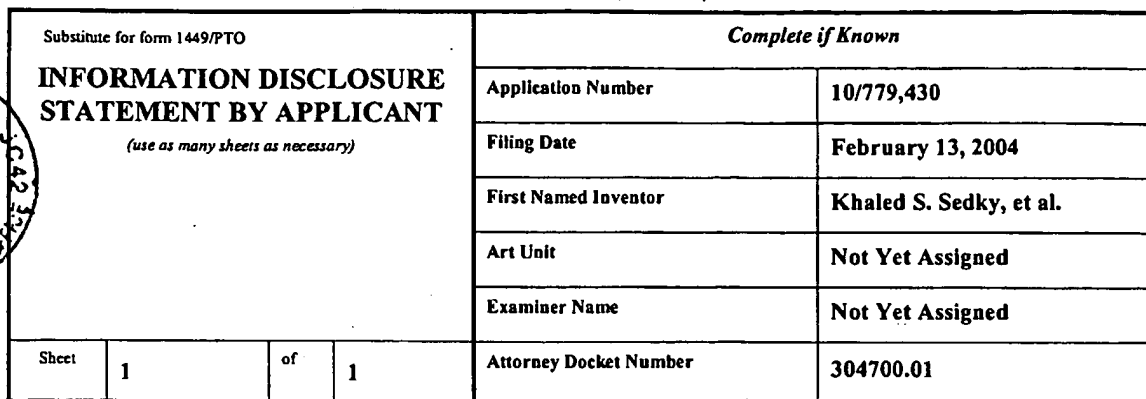 Substitute for form 1449/PTO
INFORMATION DISCLOSURE
STATEMENT BY APPLICANT
(use as many sheets as necessary)
Sheet 1 of 1
Complete if Known
Application Number 10/779,430
Filing Date February 13, 2004
First Named Inventor Khaled S. Sedky, et al.
Art Unit Not Yet Assigned
Examiner Name Not Yet Assigned
Attorney Docket Number 304700.01